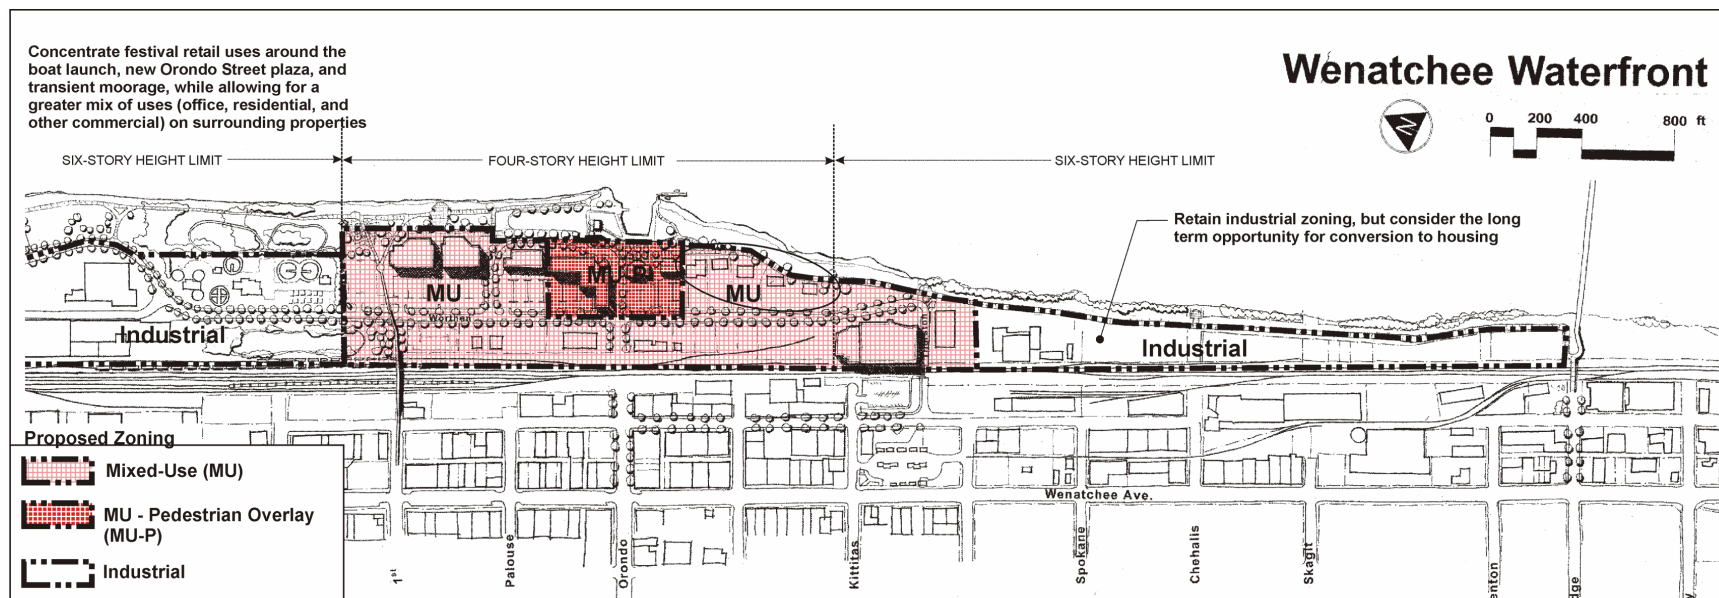 Concentrate festival retail uses around the
boat launch, new Orondo Street plaza, and
transient moorage, while allowing for a
greater mix of uses (office, residential, and
other commercial) on surrounding properties
Wenatchee Waterfront
0 200 400 800 ft
SIX-STORY HEIGHT LIMIT
FOUR-STORY HEIGHT LIMIT
SIX-STORY HEIGHT LIMIT
Retain industrial zoning, but consider the long
term opportunity for conversion to housing
MU
MU-P
MU
Worthen
Industrial
Industrial
Proposed Zoning
Mixed-Use (MU)
MU - Pedestrian Overlay
(MU-P)
Industrial
Wenatchee Ave.
1st
Palouse
Orondo
Kittitas
Spokane
Chehalis
Skagit